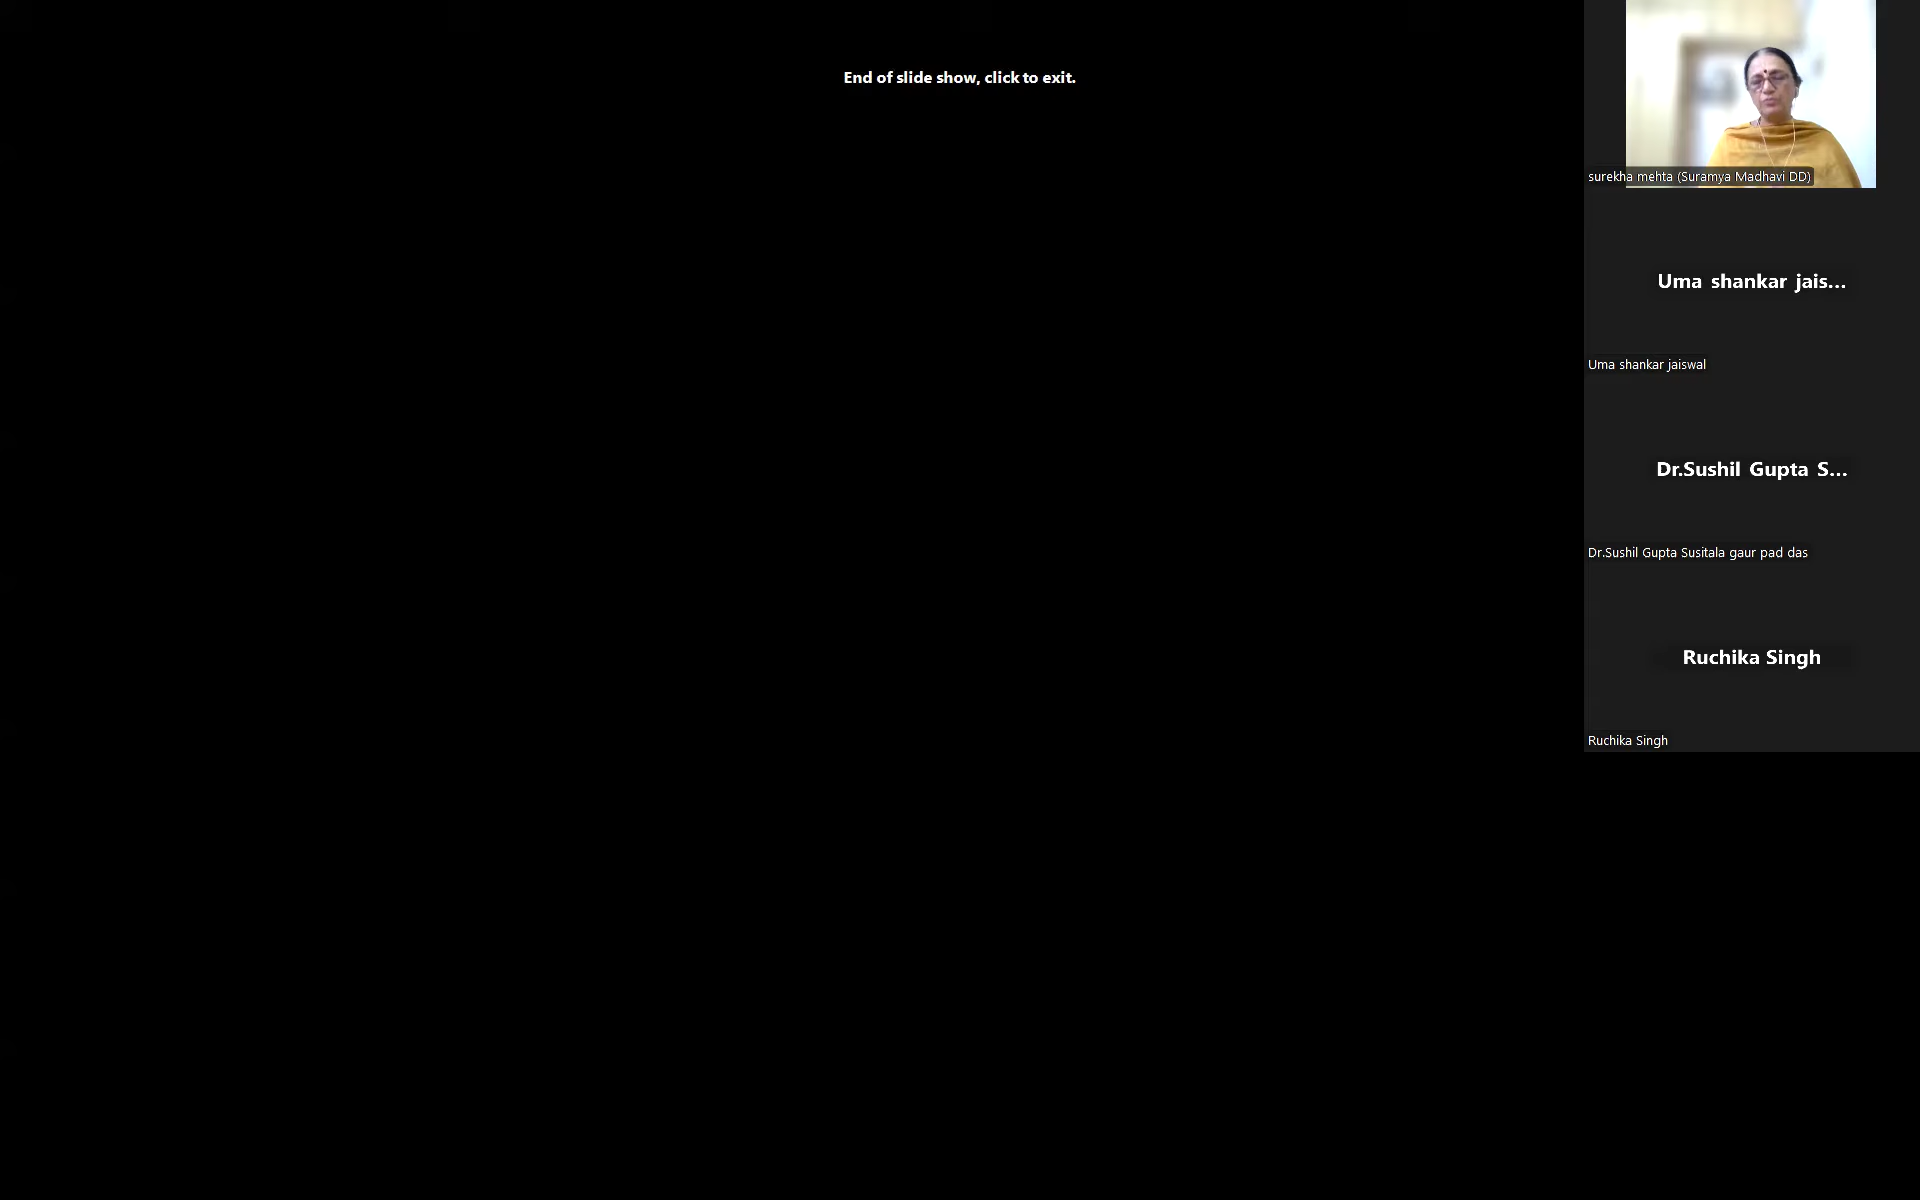 End of slide show, click to exit.
surekha mehta (Suramya Madhavi DD)
Uma shankar jais...
Uma shankar jaiswal
Dr.Sushil Gupta S...
Dr.Sushil Gupta Susitala gaur pad das
Ruchika Singh
Ruchika Singh